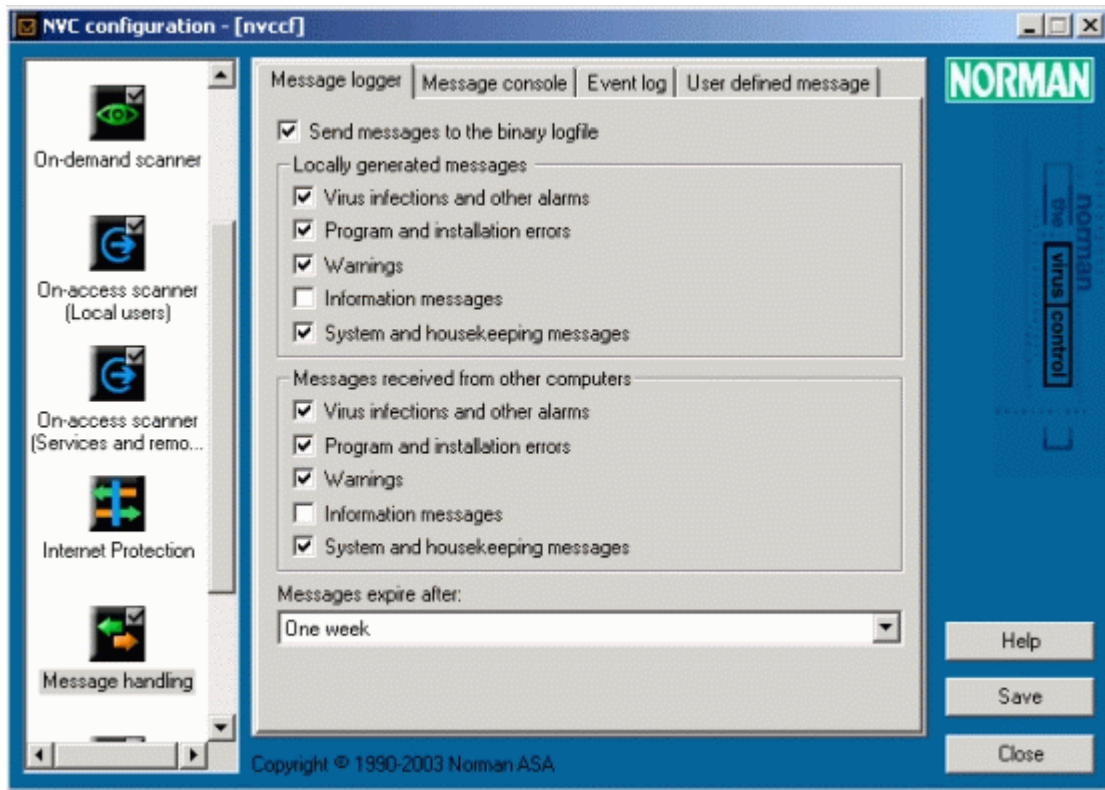 NVC configuration - [nvccf]
On-demand scanner
On-access scanner
(Local users)
On-access scanner
(Services and remo...
Internet Protection
Message handling
Message logger
Message console
Event log
User defined message
Send messages to the binary logfile
Locally generated messages
Virus infections and other alarms
Program and installation errors
Warnings
Information messages
System and housekeeping messages
Messages received from other computers
Virus infections and other alarms
Program and installation errors
Warnings
Information messages
System and housekeeping messages
Messages expire after:
One week
Copyright © 1990-2003 Norman ASA
NORMAN
norman
the virus control
Help
Save
Close